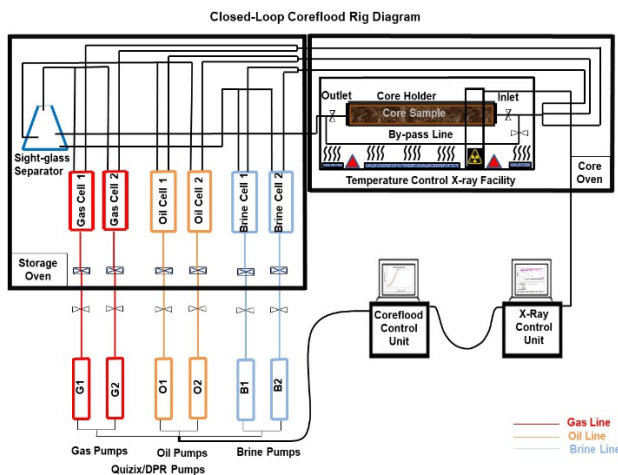 Closed-Loop Coreflood Rig Diagram
Outlet
Core Holder
Inlet
Core Sample
By-pass Line
Sight-glass
Separator
Temperature Control X-ray Facility
Core
Oven
Gas Cell 1
Gas Cell 2
Oil Cell 1
Oil Cell 2
Brine Cell 1
Brine Cell 2
Storage
Oven
Coreflood
Control
Unit
X-Ray
Control
Unit
G1
G2
O1
O2
B1
B2
Gas Pumps
Oil Pumps
Brine Pumps
Quizix/DPR Pumps
Gas Line
Oil Line
Brine Line